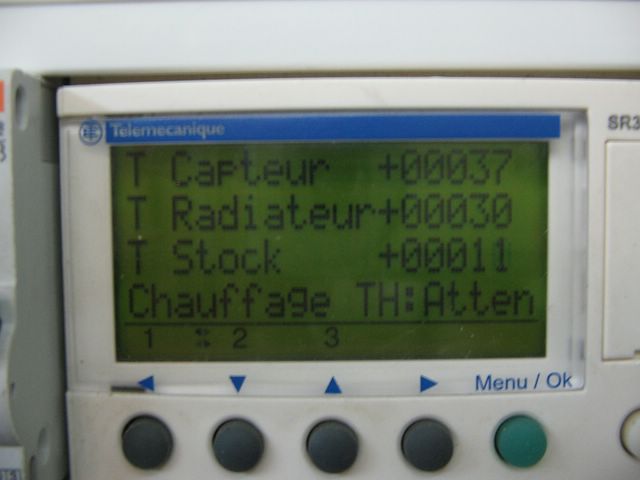 Telemecanique
SR3
T Capteur +00037
T Radiateur+00030
T Stock +00011
Chauffage TH:Atten
1 2 3
◀ ▼ ▲ ▶ Menu / Ok